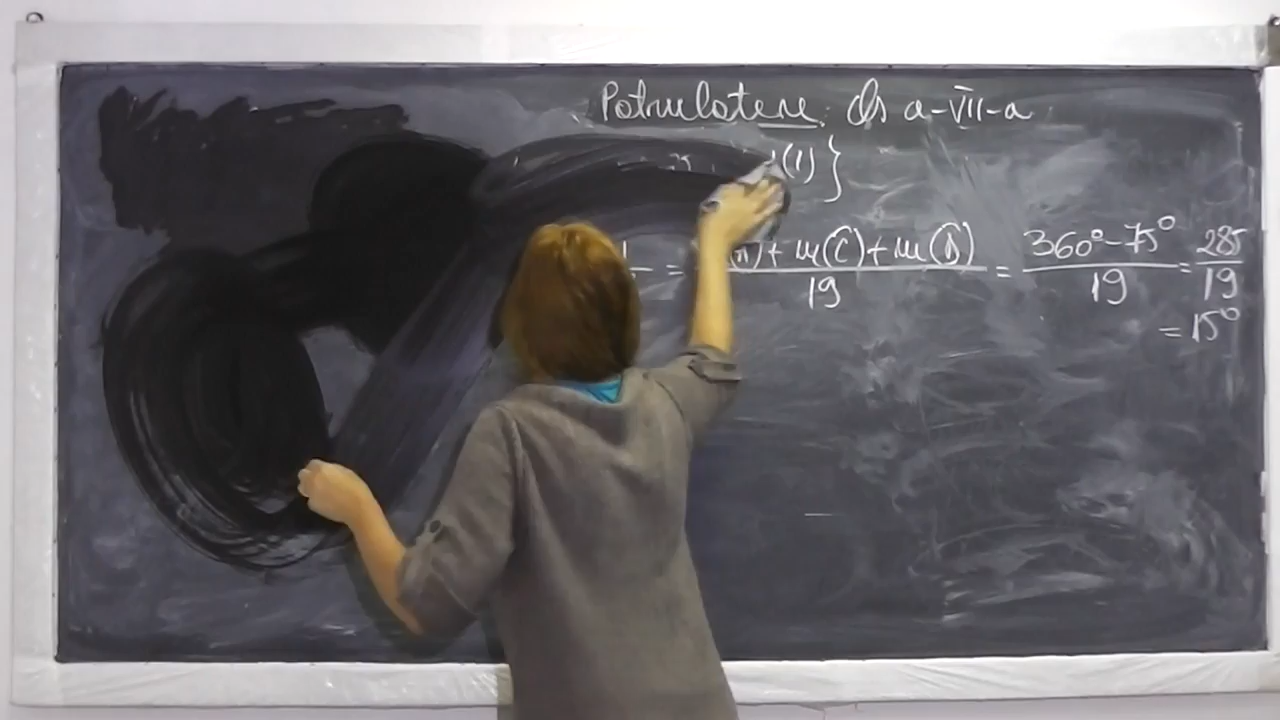 Patrulatere. cls a-VII-a
(1) }
= m(A) + m(C) + m(D) / 19 = 360° - 75° / 19 = 285 / 19
= 15°